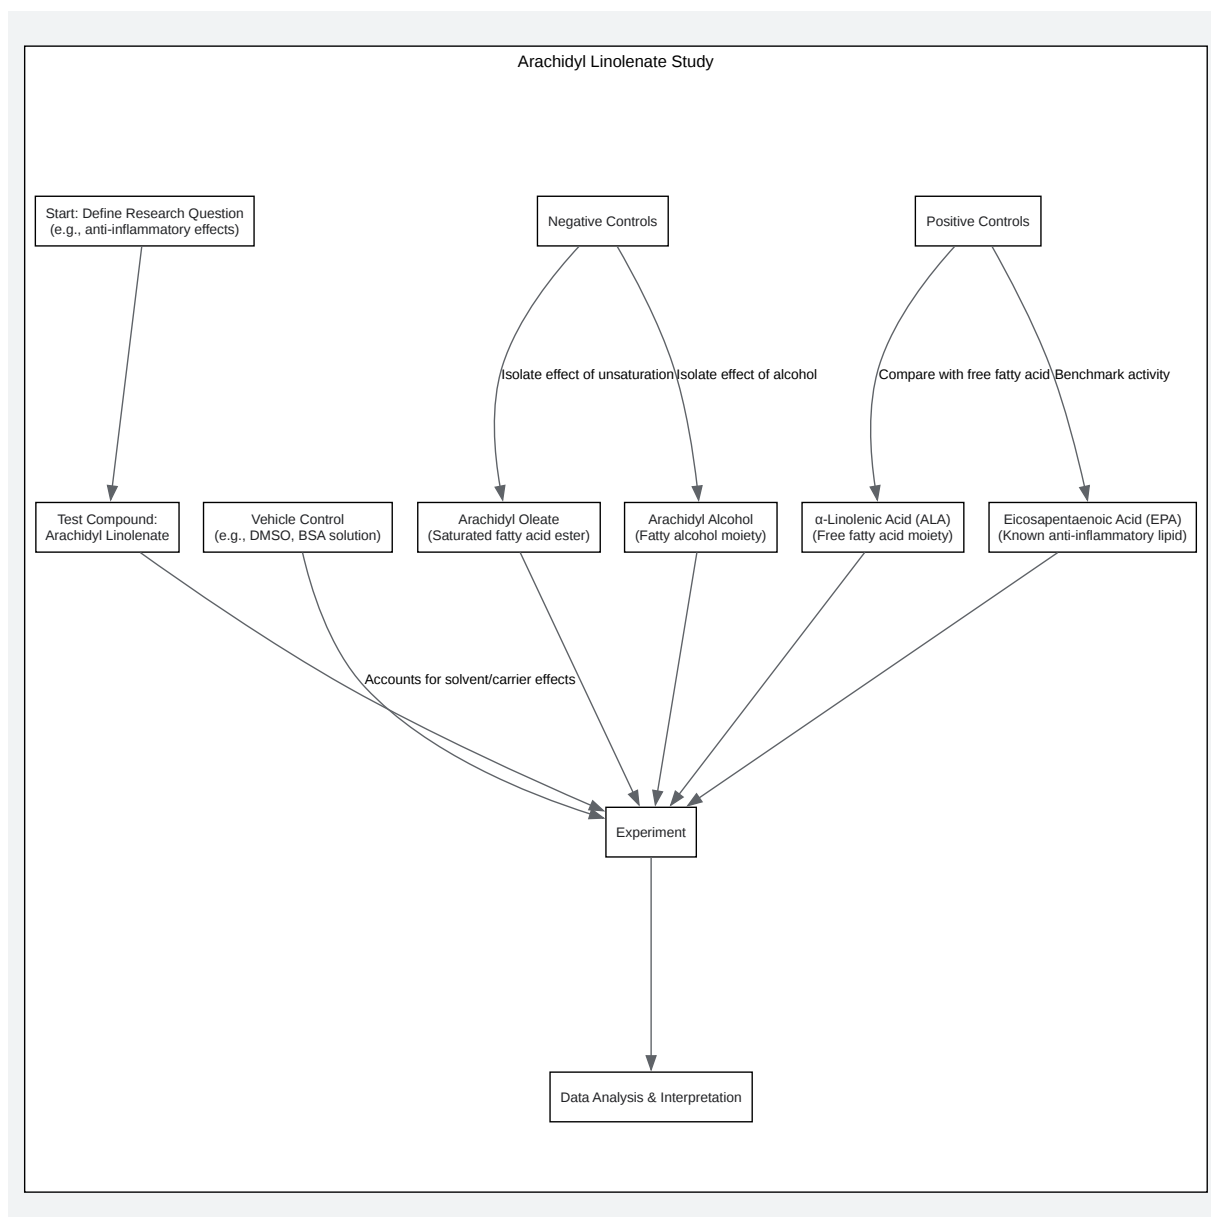 Arachidyl Linolenate Study
Start: Define Research Question
(e.g., anti-inflammatory effects)
Negative Controls
Positive Controls
Isolate effect of unsaturation
Isolate effect of alcohol
Compare with free fatty acid
Benchmark activity
Test Compound:
Arachidyl Linolenate
Vehicle Control
(e.g., DMSO, BSA solution)
Arachidyl Oleate
(Saturated fatty acid ester)
Arachidyl Alcohol
(Fatty alcohol moiety)
α-Linolenic Acid (ALA)
(Free fatty acid moiety)
Eicosapentaenoic Acid (EPA)
(Known anti-inflammatory lipid)
Accounts for solvent/carrier effects
Experiment
Data Analysis & Interpretation